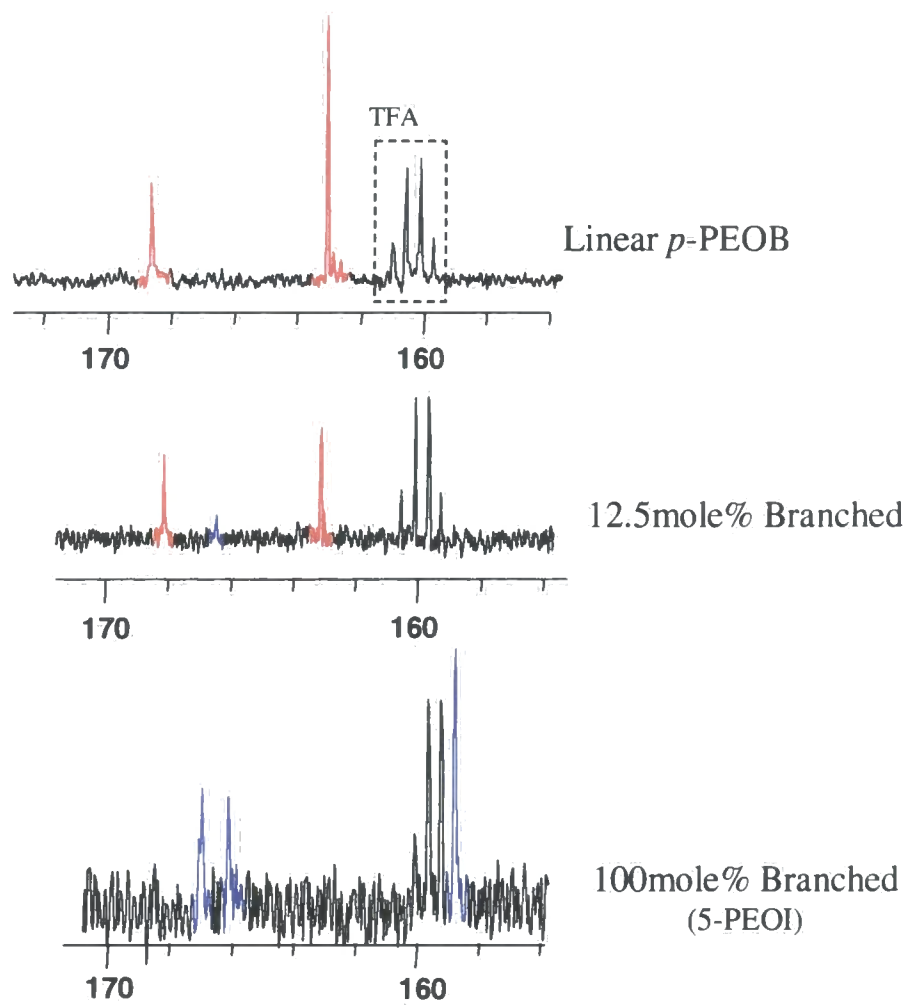 TFA
Linear p-PEOB
170 160
12.5mole% Branched
170 160
100mole% Branched
(5-PEOI)
170 160